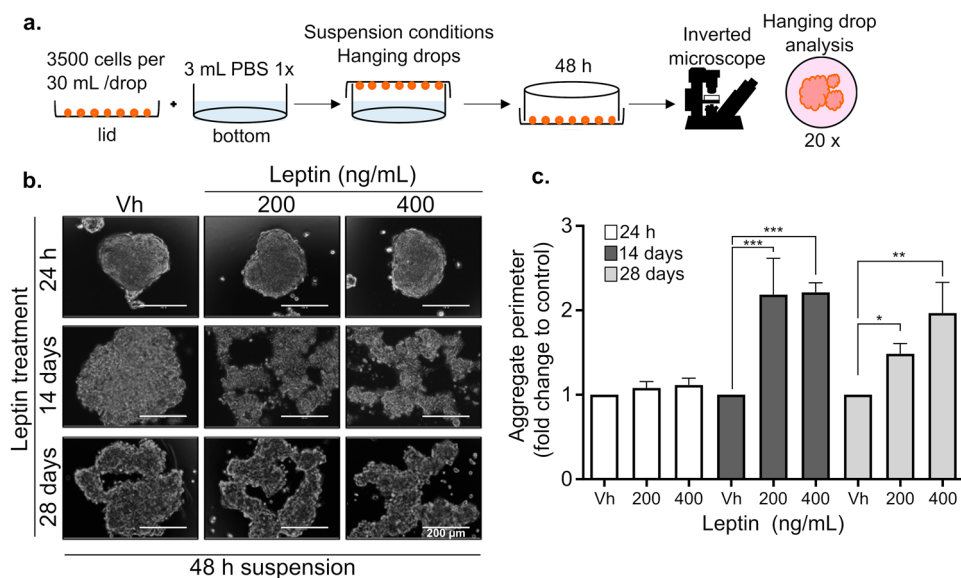 a.
3500 cells per
30 mL /drop
lid
+
3 mL PBS 1x
bottom
Suspension conditions
Hanging drops
48 h
Inverted
microscope
Hanging drop
analysis
20 x
b.
Leptin (ng/mL)
Vh 200 400
Leptin treatment
24 h
14 days
28 days
200 µm
48 h suspension
c.
Aggregate perimeter
(fold change to control)
3
2
1
0
24 h
14 days
28 days
***
***
**
*
Vh 200 400 Vh 200 400 Vh 200 400
Leptin (ng/mL)